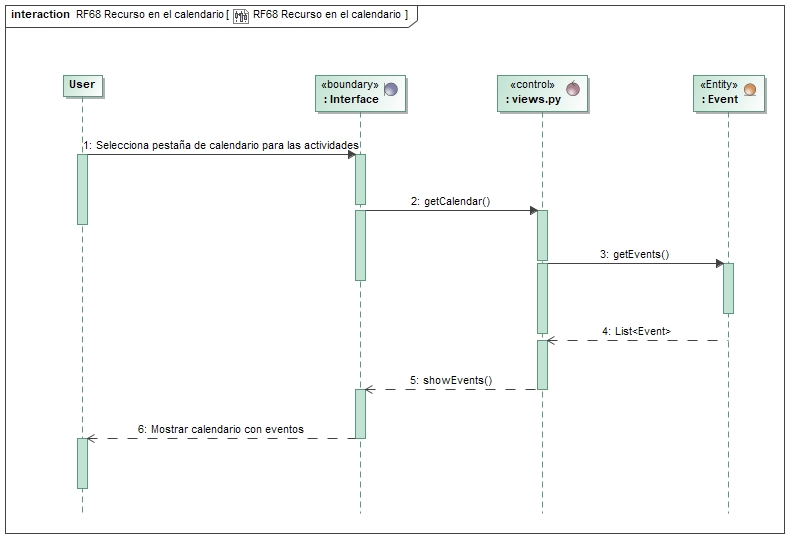 interaction RF68 Recurso en el calendario [ RF68 Recurso en el calendario ]
User
«boundary»
: Interface
«control»
: views.py
«Entity»
: Event
1: Selecciona pestaña de calendario para las actividades
2: getCalendar()
3: getEvents()
4: List<Event>
5: showEvents()
6: Mostrar calendario con eventos